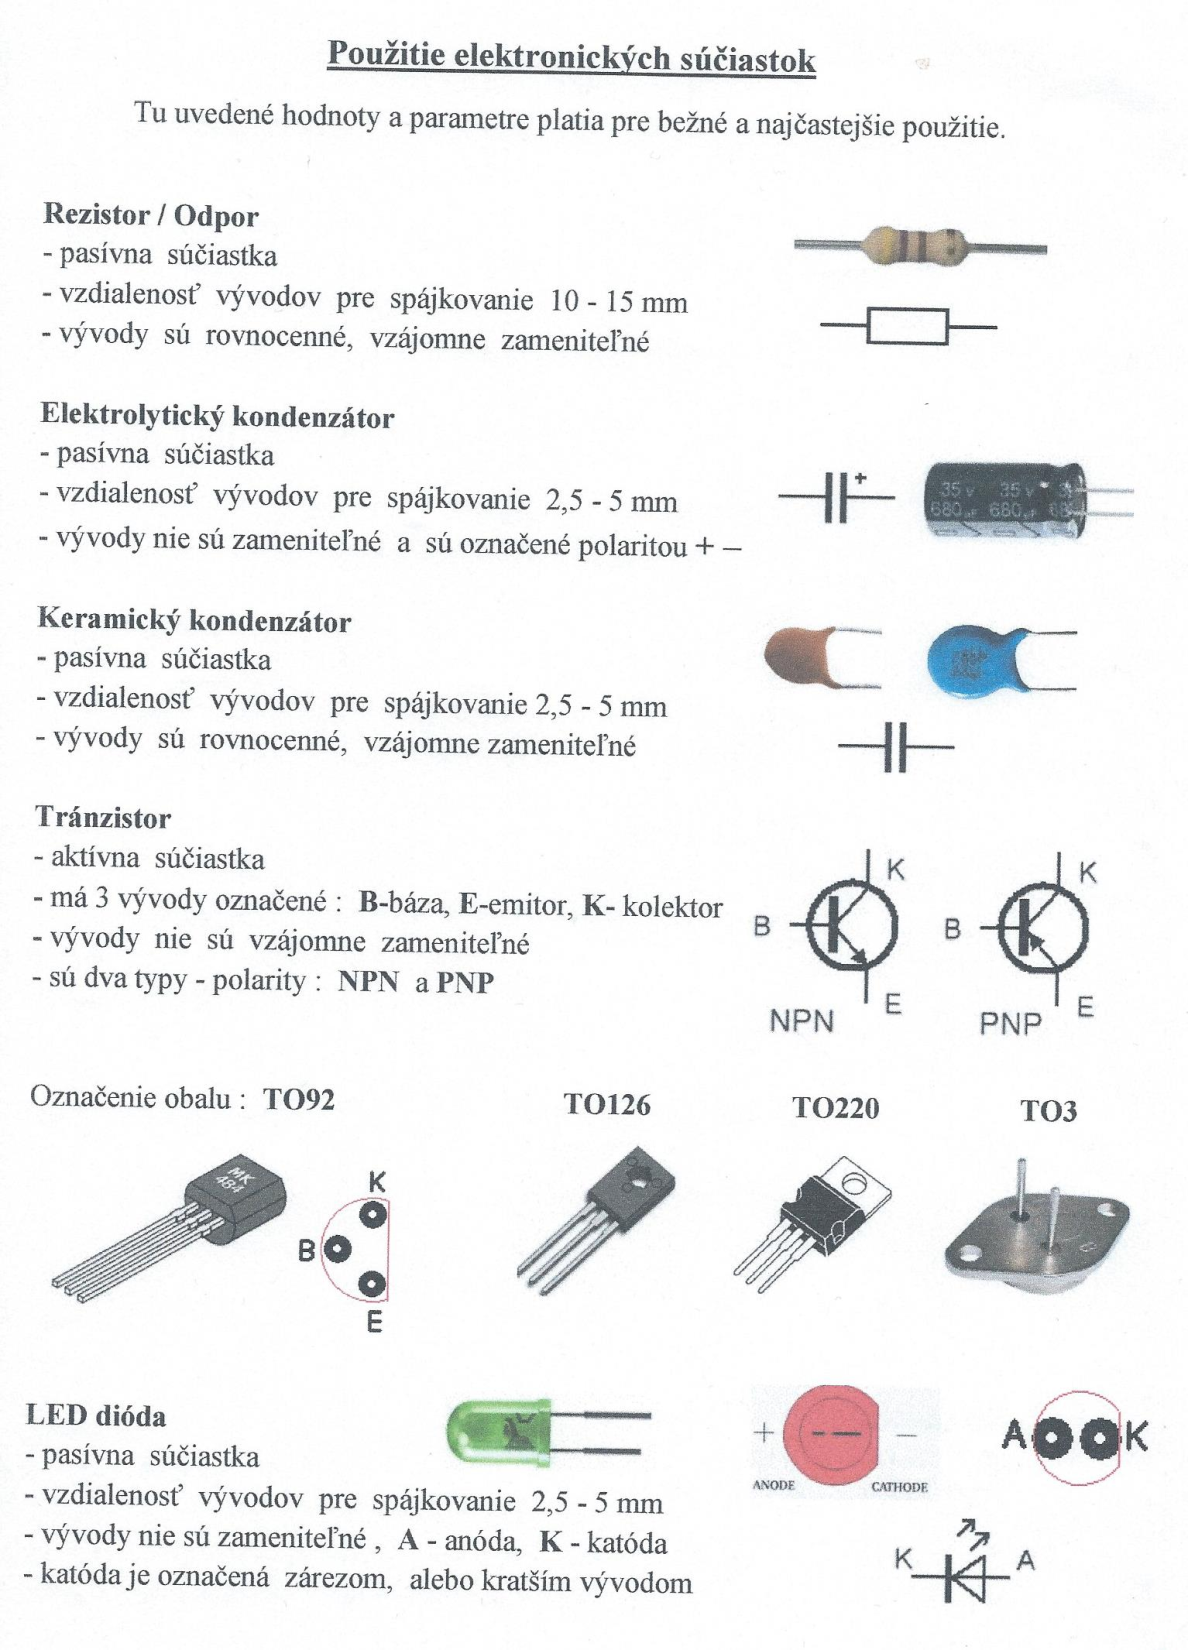 Použitie elektronických súčiastok
Tu uvedené hodnoty a parametre platia pre bežné a najčastejšie použitie.
Rezistor / Odpor
- pasívna súčiastka
- vzdialenosť vývodov pre spájkovanie 10 - 15 mm
- vývody sú rovnocenné, vzájomne zameniteľné
Elektrolytický kondenzátor
- pasívna súčiastka
- vzdialenosť vývodov pre spájkovanie 2,5 - 5 mm
- vývody nie sú zameniteľné a sú označené polaritou + –
+
35 v 35 v
680µF 680µF 68
Keramický kondenzátor
- pasívna súčiastka
- vzdialenosť vývodov pre spájkovanie 2,5 - 5 mm
- vývody sú rovnocenné, vzájomne zameniteľné
Tránzistor
- aktívna súčiastka
- má 3 vývody označené : B-báza, E-emitor, K- kolektor
- vývody nie sú vzájomne zameniteľné
- sú dva typy - polarity : NPN a PNP
K
B
E
NPN
K
B
E
PNP
Označenie obalu : TO92
TO126
TO220
TO3
MK
484
K
B
E
LED dióda
- pasívna súčiastka
- vzdialenosť vývodov pre spájkovanie 2,5 - 5 mm
- vývody nie sú zameniteľné , A - anóda, K - katóda
- katóda je označená zárezom, alebo kratším vývodom
+ –
ANODE CATHODE
A K
K A